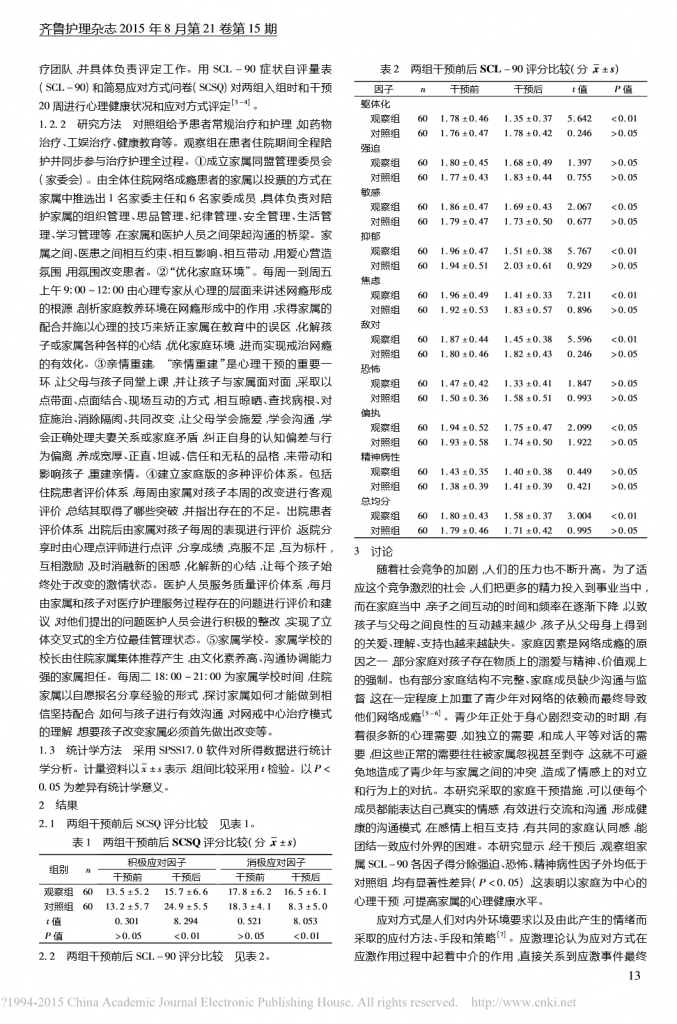 齐鲁护理杂志 2015 年 8 月第 21 卷第 15 期
疗团队,并具体负责评定工作。用 SCL-90 症状自评量表
(SCL-90)和简易应对方式问卷(SCSQ)对两组入组时和干预
20 周进行心理健康状况和应对方式评定[3-4]。
1.2.2 研究方法 对照组给予患者常规治疗和护理,如药物
治疗、工娱治疗、健康教育等。观察组在患者住院期间全程陪
护并同步参与治疗护理全过程。①成立家属同盟管理委员会
(家委会)。由全体住院网络成瘾患者的家属以投票的方式在
家属中推选出 1 名家委主任和 6 名家委成员,具体负责对陪
护家属的组织管理、思品管理、纪律管理、安全管理、生活管
理、学习管理等,在家属和医护人员之间架起沟通的桥梁。家
属之间、医患之间相互约束、相互影响、相互带动,用爱心营造
氛围,用氛围改变患者。②“优化家庭环境”。每周一到周五
上午 9:00~12:00 由心理专家从心理的层面来讲述网瘾形成
的根源,剖析家庭教养环境在网瘾形成中的作用,求得家属的
配合并施以心理的技巧来矫正家属在教育中的误区,化解孩
子或家属各种各样的心结,优化家庭环境,进而实现戒治网瘾
的有效化。③亲情重建。“亲情重建”是心理干预的重要一
环,让父母与孩子同堂上课,并让孩子与家属面对面,采取以
点带面、点面结合、现场互动的方式,相互晾晒、查找病根、对
症施治、消除隔阂、共同改变,让父母学会施爱,学会沟通,学
会正确处理夫妻关系或家庭矛盾,纠正自身的认知偏差与行
为偏离,养成宽厚、正直、坦诚、信任和无私的品格,来带动和
影响孩子,重建亲情。④建立家庭版的多种评价体系。包括
住院患者评价体系,每周由家属对孩子本周的改变进行客观
评价,总结其取得了哪些突破,并指出存在的不足。出院患者
评价体系,出院后由家属对孩子每周的表现进行评价,返院分
享时由心理点评师进行点评,分享成绩,克服不足,互为标杆,
互相激励,及时消融新的困惑,化解新的心结,让每个孩子始
终处于改变的激情状态。医护人员服务质量评价体系,每月
由家属和孩子对医疗护理服务过程存在的问题进行评价和建
议,对他们提出的问题医护人员会进行积极的整改,实现了立
体交叉式的全方位最佳管理状态。⑤家属学校。家属学校的
校长由住院家属集体推荐产生,由文化素养高、沟通协调能力
强的家属担任。每周二 18:00~21:00 为家属学校时间,住院
家属以自愿报名分享经验的形式,探讨家属如何才能做到相
信坚持配合,如何与孩子进行有效沟通,对网戒中心治疗模式
的理解,想要孩子改变家属必须首先做出改变等。
1.3 统计学方法 采用 SPSS17.0 软件对所得数据进行统计
学分析。计量资料以 x̄±s 表示,组间比较采用 t 检验。以 P<
0.05 为差异有统计学意义。
2 结果
2.1 两组干预前后 SCSQ 评分比较 见表 1。
表 1 两组干预前后 SCSQ 评分比较(分,x̄±s)
组别 n 积极应对因子 消极应对因子
干预前 干预后 干预前 干预后
观察组 60 13.5±5.2 15.7±6.6 17.8±6.2 16.5±6.1
对照组 60 13.2±5.7 24.9±5.5 18.3±4.1 8.3±5.0
t 值 0.301 8.294 0.521 8.053
P 值 >0.05 <0.01 >0.05 <0.01
2.2 两组干预前后 SCL-90 评分比较 见表 2。
表 2 两组干预前后 SCL-90 评分比较(分,x̄±s)
因子 n 干预前 干预后 t 值 P 值
躯体化
观察组 60 1.78±0.46 1.35±0.37 5.642 <0.01
对照组 60 1.76±0.47 1.78±0.42 0.246 >0.05
强迫
观察组 60 1.80±0.45 1.68±0.49 1.397 >0.05
对照组 60 1.77±0.43 1.83±0.44 0.755 >0.05
敏感
观察组 60 1.86±0.47 1.69±0.43 2.067 <0.05
对照组 60 1.79±0.47 1.73±0.50 0.677 >0.05
抑郁
观察组 60 1.96±0.47 1.51±0.38 5.767 <0.01
对照组 60 1.94±0.51 2.03±0.61 0.929 >0.05
焦虑
观察组 60 1.96±0.49 1.41±0.33 7.211 <0.01
对照组 60 1.92±0.53 1.83±0.57 0.896 >0.05
敌对
观察组 60 1.87±0.44 1.45±0.38 5.596 <0.01
对照组 60 1.80±0.46 1.82±0.43 0.246 >0.05
恐怖
观察组 60 1.47±0.42 1.33±0.41 1.847 >0.05
对照组 60 1.50±0.36 1.58±0.51 0.993 >0.05
偏执
观察组 60 1.94±0.52 1.75±0.47 2.099 <0.05
对照组 60 1.93±0.58 1.74±0.50 1.922 >0.05
精神病性
观察组 60 1.43±0.35 1.40±0.38 0.449 >0.05
对照组 60 1.38±0.39 1.41±0.39 0.421 >0.05
总均分
观察组 60 1.80±0.43 1.58±0.37 3.004 <0.01
对照组 60 1.79±0.46 1.71±0.42 0.995 >0.05
3 讨论
随着社会竞争的加剧,人们的压力也不断升高。为了适
应这个竞争激烈的社会,人们把更多的精力投入到事业当中,
而在家庭当中,亲子之间互动的时间和频率在逐渐下降,以致
孩子与父母之间良性的互动越来越少,孩子从父母身上得到
的关爱、理解、支持也越来越缺失。家庭因素是网络成瘾的原
因之一,部分家庭对孩子存在物质上的溺爱与精神、价值观上
的强制。也有部分家庭结构不完整、家庭成员缺少沟通与监
督,这在一定程度上加重了青少年对网络的依赖而最终导致
他们网络成瘾[5-6]。青少年正处于身心剧烈变动的时期,有
着很多新的心理需要,如独立的需要,和成人平等对话的需
要,但这些正常的需要往往被家属忽视甚至剥夺,这就不可避
免地造成了青少年与家属之间的冲突,造成了情感上的对立
和行为上的对抗。本研究采取的家庭干预措施,可以使每个
成员都能表达自己真实的情感,有效进行交流和沟通,形成健
康的沟通模式,在感情上相互支持,有共同的家庭认同感,能
团结一致应付外界的困难。本研究显示,经干预后,观察组家
属 SCL-90 各因子得分除强迫、恐怖、精神病性因子外均低于
对照组,均有显著性差异(P<0.05),这表明以家庭为中心的
心理干预,可提高家属的心理健康水平。
应对方式是人们对内外环境要求以及由此产生的情绪而
采取的应付方法、手段和策略[7]。应激理论认为应对方式在
应激作用过程中起着中介的作用,直接关系到应激事件最终
13
?1994-2015 China Academic Journal Electronic Publishing House. All rights reserved. http://www.cnki.net